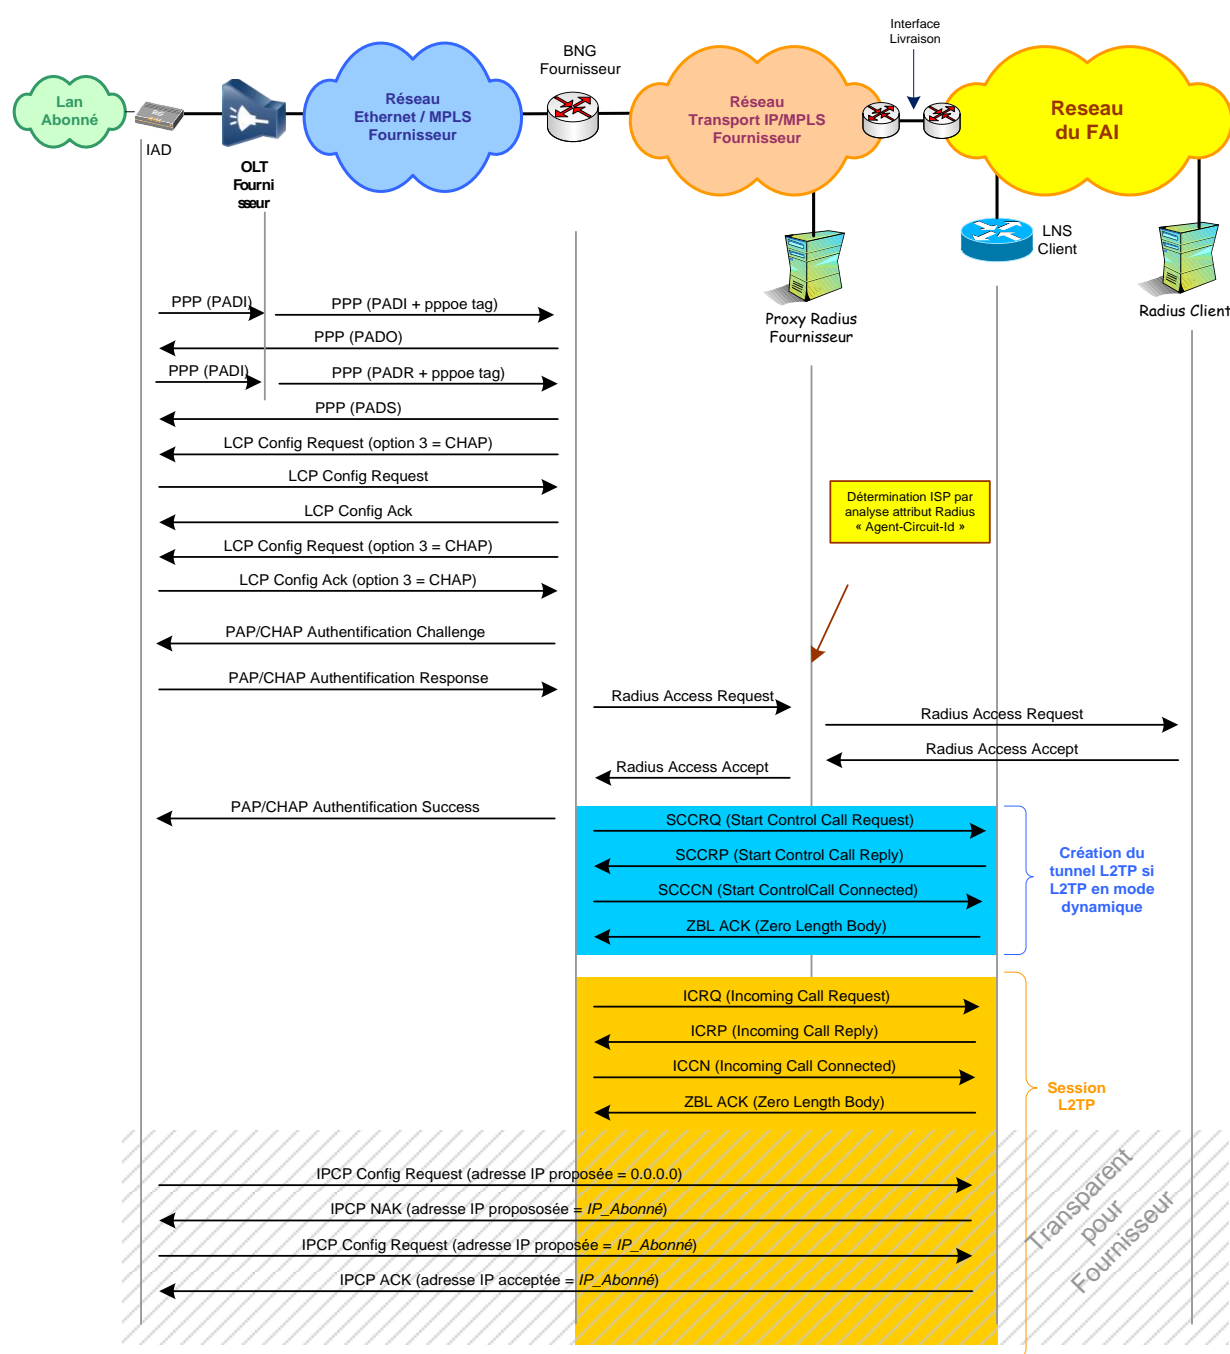 Interface
Livraison
BNG
Fournisseur
Lan
Abonné
Réseau
Ethernet / MPLS
Fournisseur
Réseau
Transport IP/MPLS
Fournisseur
Reseau
du FAI
IAD
OLT
Fourni
sseur
LNS
Client
Proxy Radius
Fournisseur
Radius Client
PPP (PADI)
PPP (PADI + pppoe tag)
PPP (PADO)
PPP (PADI)
PPP (PADR + pppoe tag)
PPP (PADS)
LCP Config Request (option 3 = CHAP)
LCP Config Request
LCP Config Ack
LCP Config Request (option 3 = CHAP)
LCP Config Ack (option 3 = CHAP)
Détermination ISP par
analyse attribut Radius
« Agent-Circuit-Id »
PAP/CHAP Authentification Challenge
PAP/CHAP Authentification Response
Radius Access Request
Radius Access Request
Radius Access Accept
Radius Access Accept
PAP/CHAP Authentification Success
SCCRQ (Start Control Call Request)
SCCRP (Start Control Call Reply)
SCCCN (Start ControlCall Connected)
ZBL ACK (Zero Length Body)
Création du
tunnel L2TP si
L2TP en mode
dynamique
ICRQ (Incoming Call Request)
ICRP (Incoming Call Reply)
ICCN (Incoming Call Connected)
ZBL ACK (Zero Length Body)
Session
L2TP
IPCP Config Request (adresse IP proposée = 0.0.0.0)
IPCP NAK (adresse IP propososée = IP_Abonné)
IPCP Config Request (adresse IP proposée = IP_Abonné)
IPCP ACK (adresse IP acceptée = IP_Abonné)
Transparent
pour
Fournisseur